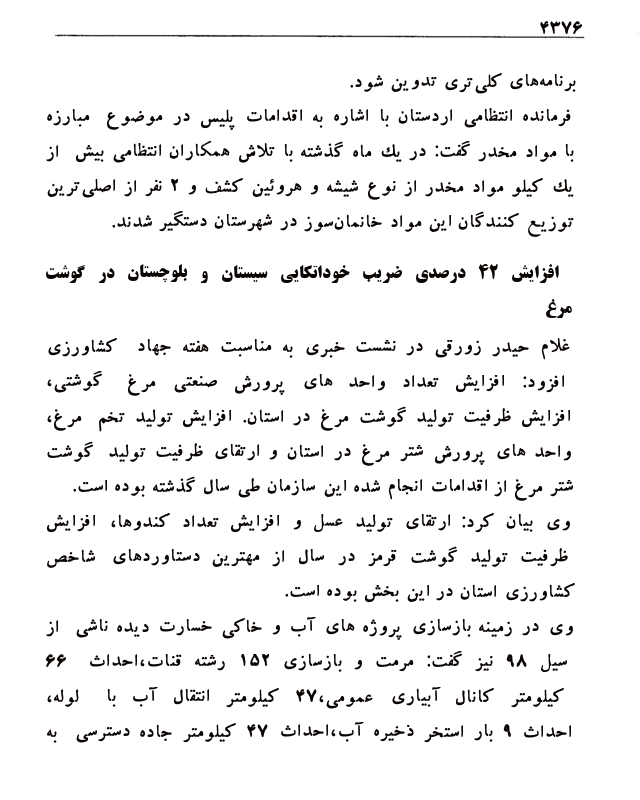 ۴۳۷۶
برنامه‌های کلی‌تری تدوین شود.
فرمانده انتظامی اردستان با اشاره به اقدامات پلیس در موضوع مبارزه
با مواد مخدر گفت: در یك ماه گذشته با تلاش همکاران انتظامی بیش از
یك کیلو مواد مخدر از نوع شیشه و هروئین کشف و ۲ نفر از اصلی‌ترین
توزیع کنندگان این مواد خانمان‌سوز در شهرستان دستگیر شدند.
افزایش ۴۲ درصدی ضریب خوداتکایی سیستان و بلوچستان در گوشت
مرغ
غلام حیدر زورقی در نشست خبری به مناسبت هفته جهاد کشاورزی
افزود: افزایش تعداد واحد های پرورش صنعتی مرغ گوشتی،
افزایش ظرفیت تولید گوشت مرغ در استان. افزایش تولید تخم مرغ،
واحد های پرورش شتر مرغ در استان و ارتقای ظرفیت تولید گوشت
شتر مرغ از اقدامات انجام شده این سازمان طی سال گذشته بوده است.
وی بیان کرد: ارتقای تولید عسل و افزایش تعداد کندوها، افزایش
ظرفیت تولید گوشت قرمز در سال از مهترین دستاوردهای شاخص
کشاورزی استان در این بخش بوده است.
وی در زمینه بازسازی پروژه های آب و خاکی خسارت دیده ناشی از
سیل ۹۸ نیز گفت: مرمت و بازسازی ۱۵۲ رشته قنات،احداث ۶۶
کیلومتر کانال آبیاری عمومی،۴۷ کیلومتر انتقال آب با لوله،
احداث ۹ بار استخر ذخیره آب،احداث ۴۷ کیلومتر جاده دسترسی به